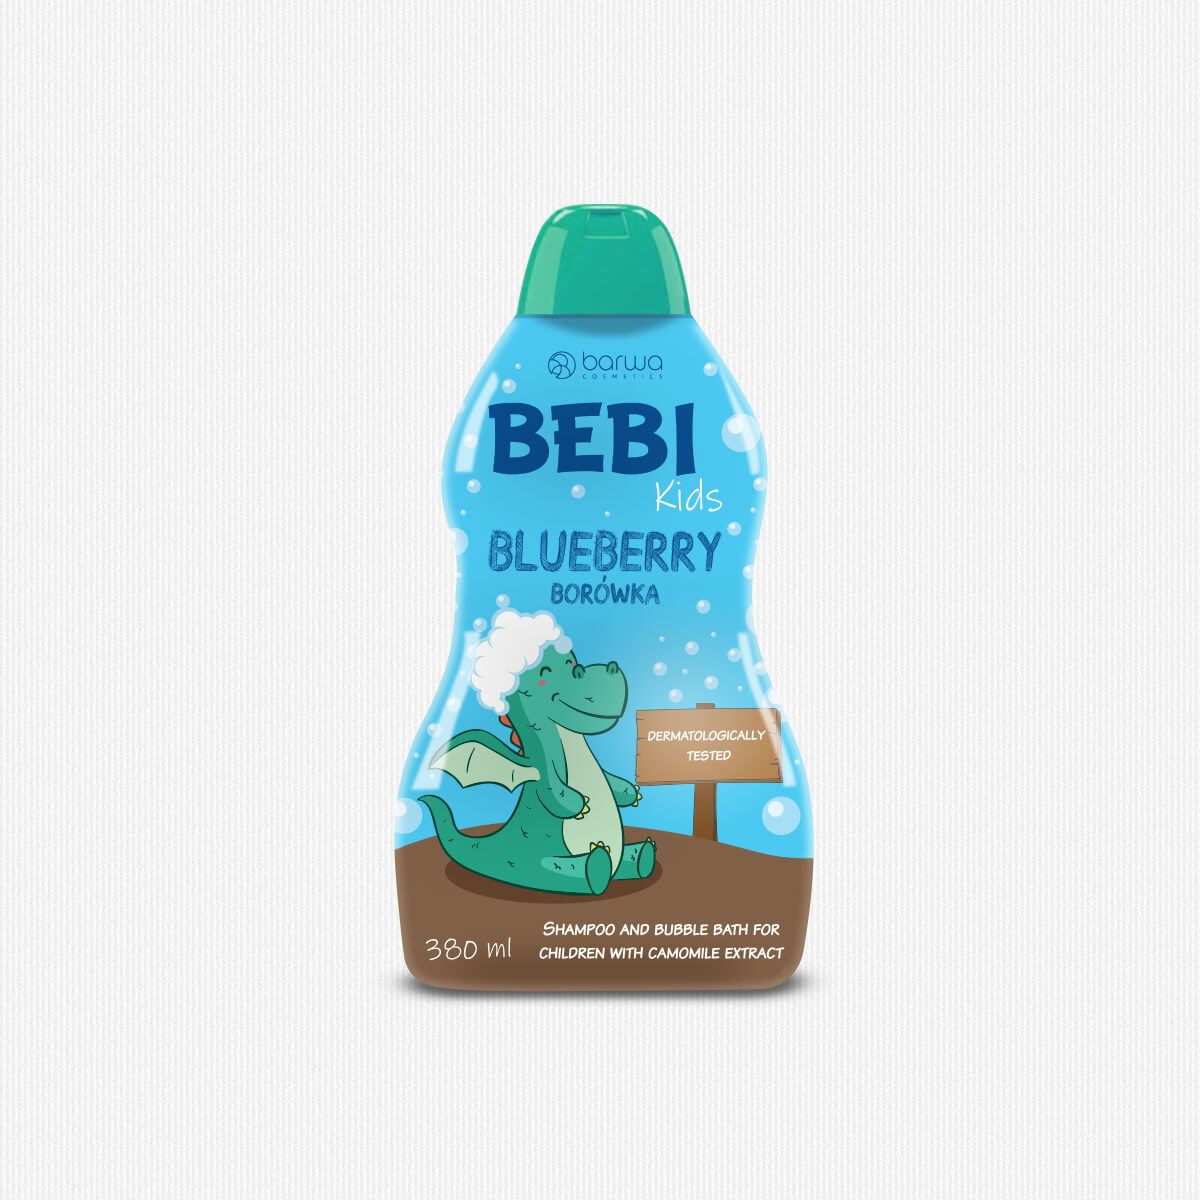 barwa
COSMETICS
BEBI
Kids
BLUEBERRY
BORÓWKA
DERMATOLOGICALLY
TESTED
380 ml
SHAMPOO AND BUBBLE BATH FOR
CHILDREN WITH CAMOMILE EXTRACT